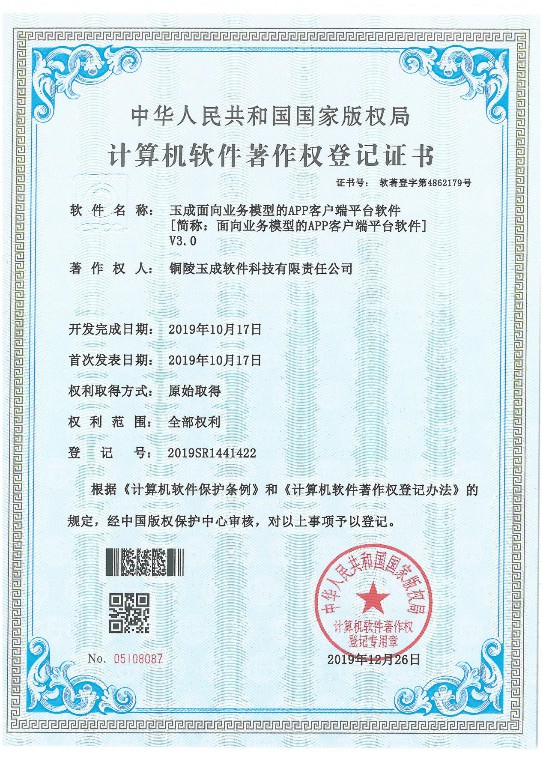 中华人民共和国国家版权局
计算机软件著作权登记证书
证书号： 软著登字第4862179号
软件名称： 玉成面向业务模型的APP客户端平台软件
[简称：面向业务模型的APP客户端平台软件]
V3.0
著作权人： 铜陵玉成软件科技有限责任公司
开发完成日期： 2019年10月17日
首次发表日期： 2019年10月17日
权利取得方式： 原始取得
权利范围： 全部权利
登记号： 2019SR1441422
根据《计算机软件保护条例》和《计算机软件著作权登记办法》的
规定，经中国版权保护中心审核，对以上事项予以登记。
中华人民共和国国家版权局
计算机软件著作权
登记专用章
No. 05108087
2019年12月26日